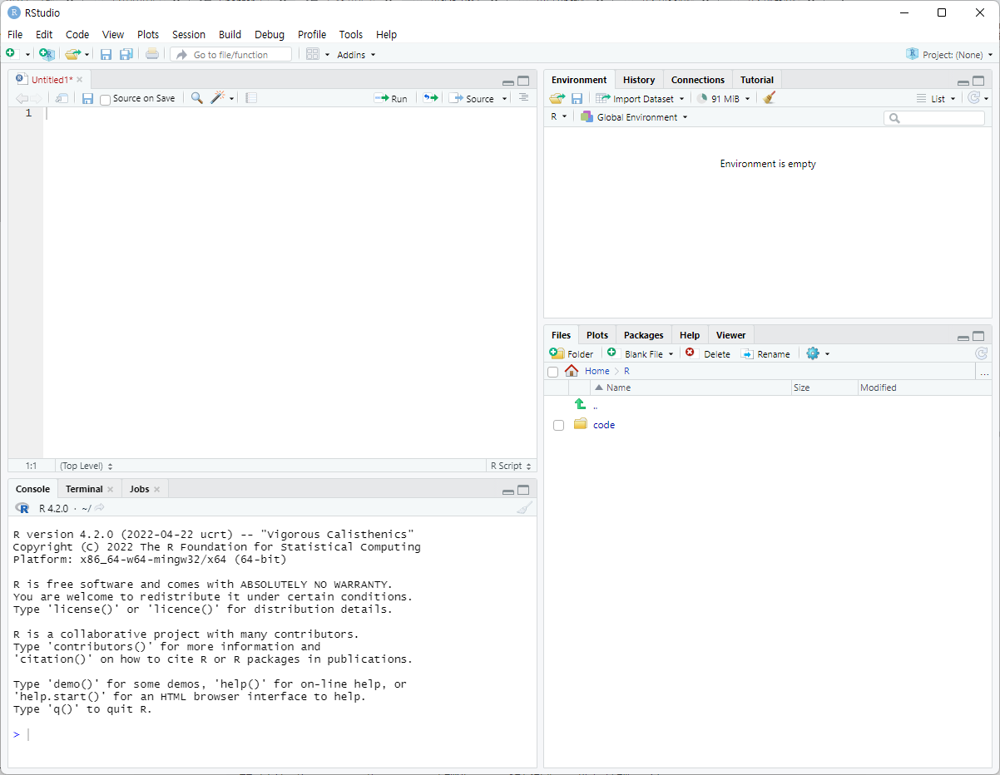 RStudio
File Edit Code View Plots Session Build Debug Profile Tools Help
Go to file/function Addins Project: (None)
Untitled1*
Source on Save Run Source
1
1:1 (Top Level) R Script
Console Terminal Jobs
R 4.2.0 · ~/
R version 4.2.0 (2022-04-22 ucrt) -- "Vigorous Calisthenics"
Copyright (C) 2022 The R Foundation for Statistical Computing
Platform: x86_64-w64-mingw32/x64 (64-bit)
R is free software and comes with ABSOLUTELY NO WARRANTY.
You are welcome to redistribute it under certain conditions.
Type 'license()' or 'licence()' for distribution details.
R is a collaborative project with many contributors.
Type 'contributors()' for more information and
'citation()' on how to cite R or R packages in publications.
Type 'demo()' for some demos, 'help()' for on-line help, or
'help.start()' for an HTML browser interface to help.
Type 'q()' to quit R.
>
Environment History Connections Tutorial
Import Dataset 91 MiB List
R Global Environment
Environment is empty
Files Plots Packages Help Viewer
Folder Blank File Delete Rename
Home R ...
Name Size Modified
..
code